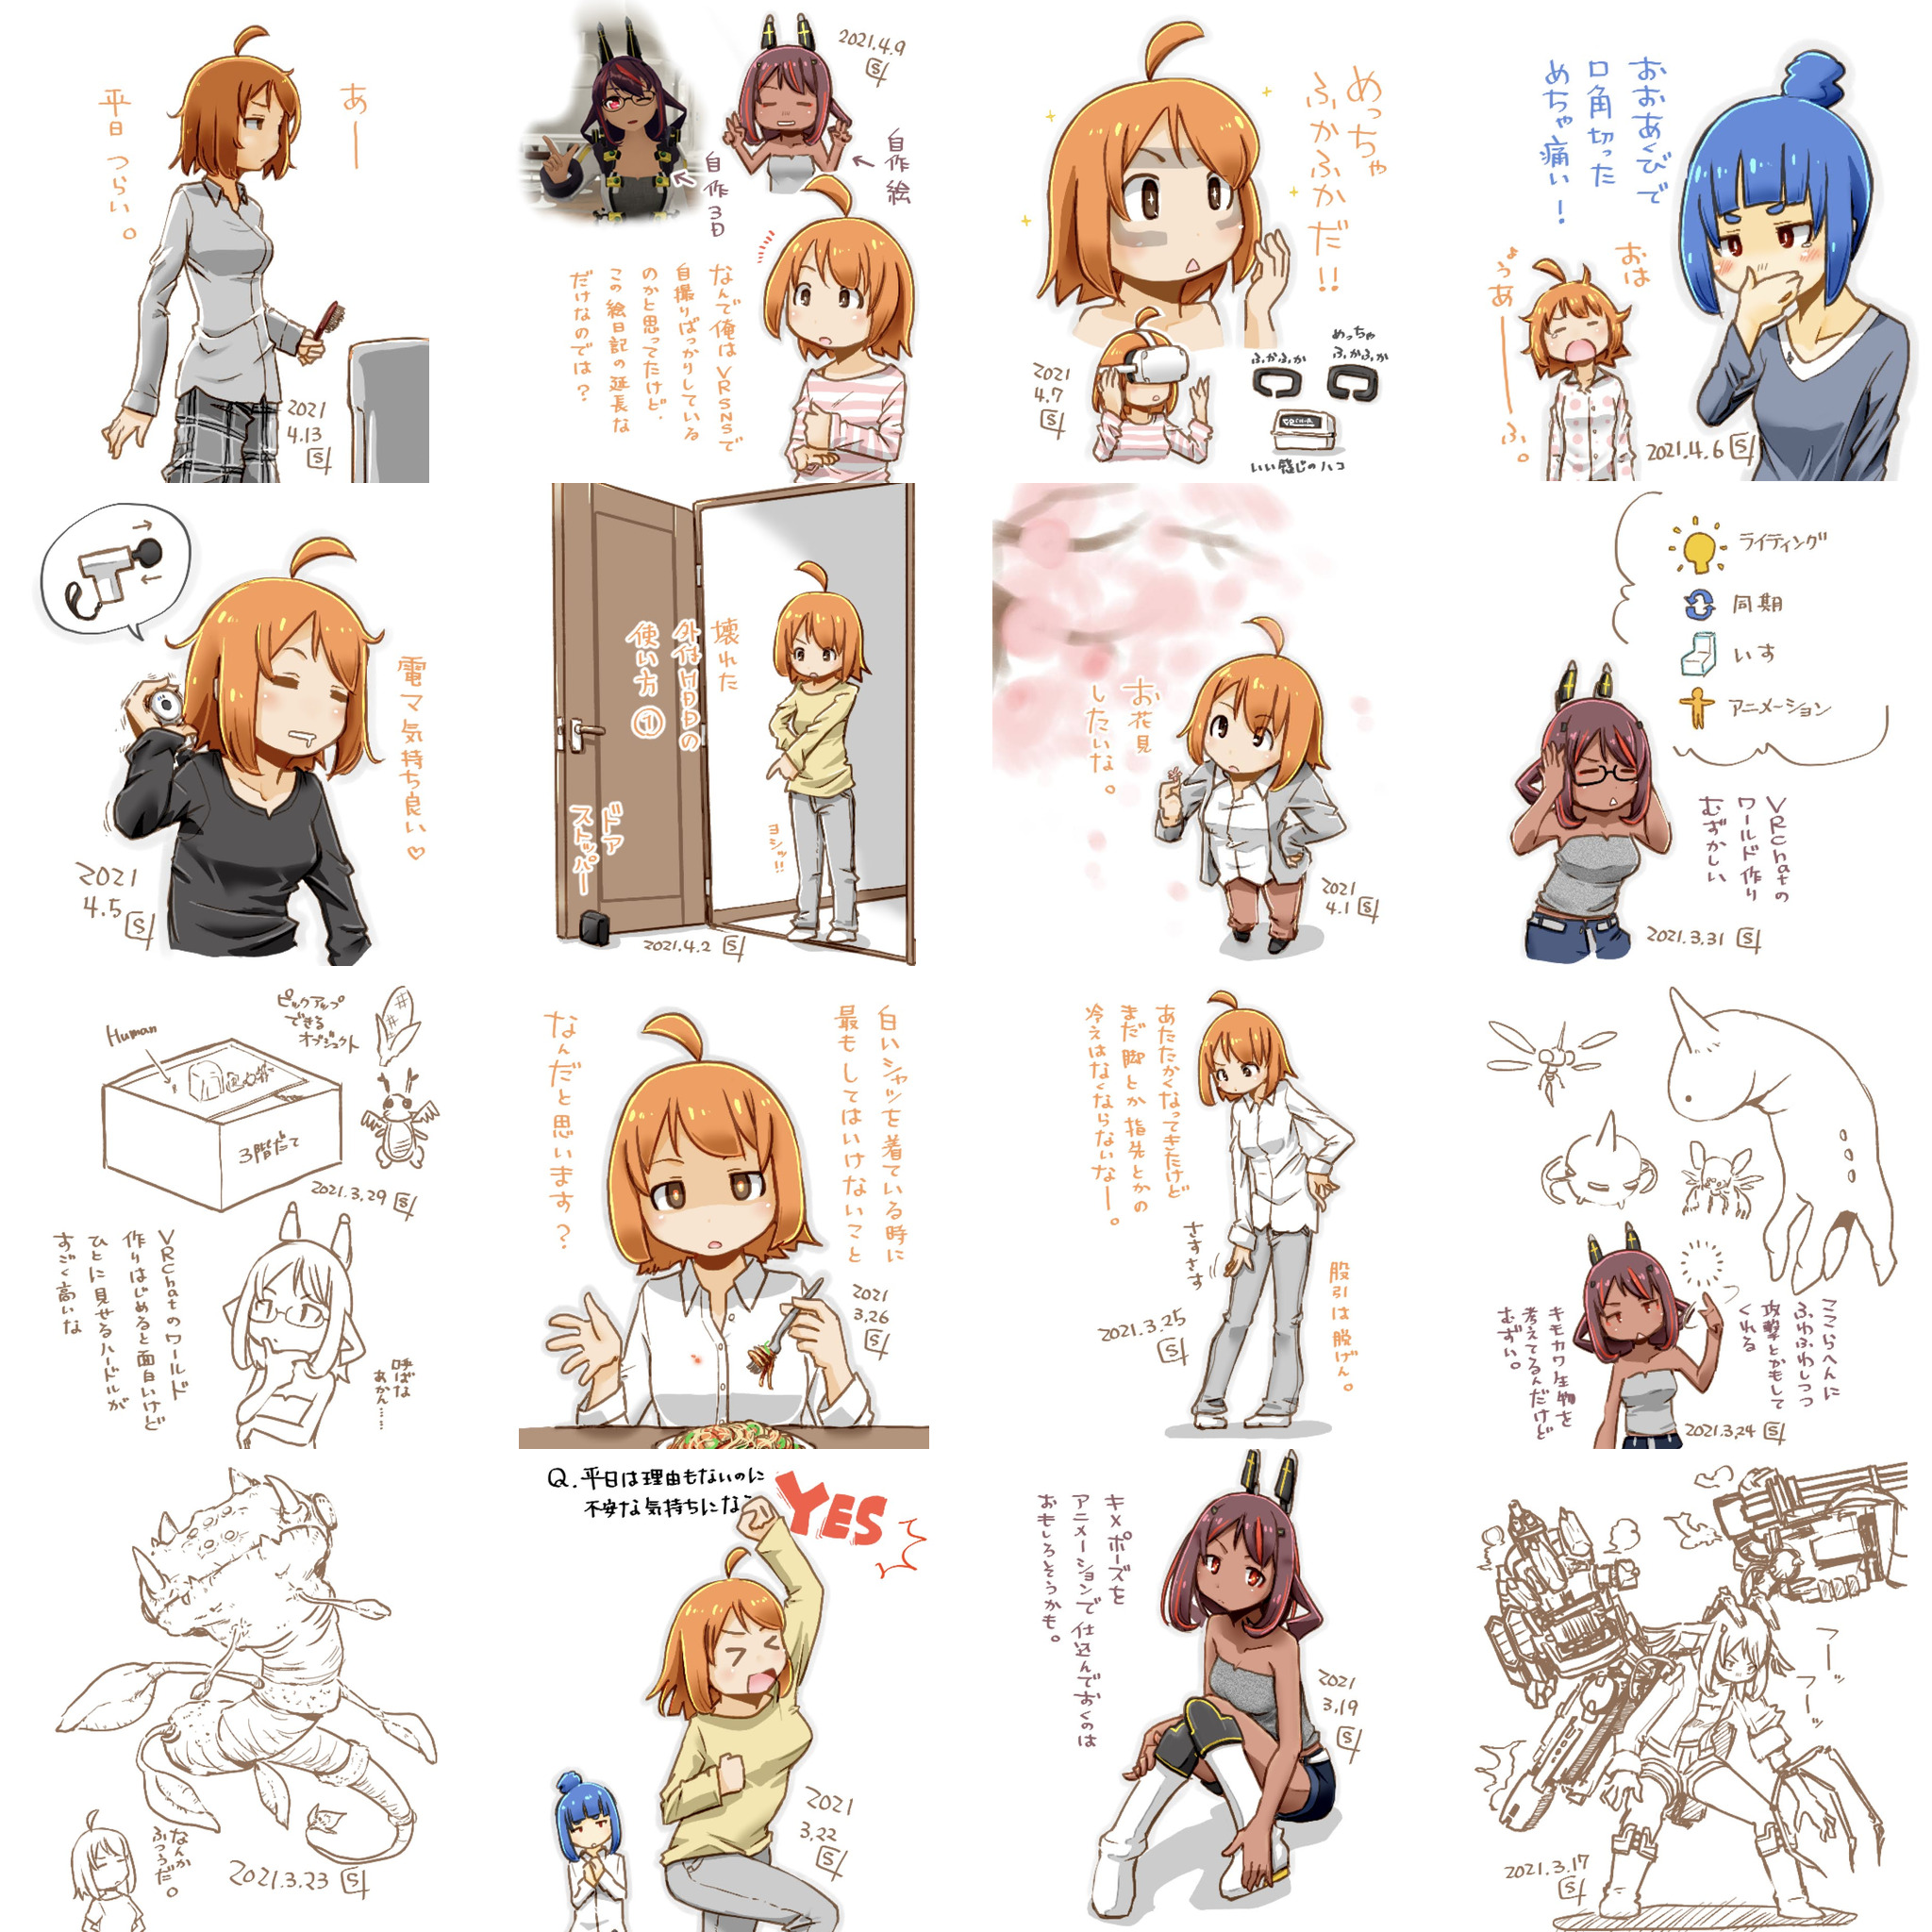 あー
平日つらい。
2021
4.13
S
2021.4.9
S
自作絵
自作3D
なんで俺はVRSNSで
自撮りばっかりしている
のかと思ってたけど、
この絵日記の延長な
だけなのでは?
めっちゃ
ふかふかだ!!
2021
4.7
S
ふかふか
めっちゃ
ふかふか
いい感じのハコ
おおあくびで
口角切った
めちゃ痛い!
おは
ょうあーーーふ。
2021.4.6
S
電マ気持ち良い♡
2021
4.5
S
壊れた
外付HDDの
使い方①
ドア
ストッパー
ヨシッ!!
2021.4.2
S
お花見
したいな。
2021
4.1
S
ライティング
同期
いす
アニメーション
VRChatの
ワールド作り
むずかしい
2021.3.31
S
Human
ピックアップ
できる
オブジェクト
3階だて
2021.3.29
S
VRChatのワールド
作りはじめると面白いけど
ひとに見せるハードルが
すごく高いな
呼ばな
あかん……
白いシャツを着ている時に
最もしてはいけないこと
なんだと思います?
2021
3.26
S
あたたかくなってきたけど
まだ脚とか指先とかの
冷えはなくならないなー。
さすさす
股引は脱げん。
2021.3.25
S
ここらへんに
ふわふわしつつ
攻撃とかもして
くれる
キモカワ生物を
考えてるんだけど
むずい。
2021.3.24
S
なんか
ふつうだ。
2021.3.23
S
Q.平日は理由もないのに
不安な気持ちにな
YES
2021
3.22
S
キメポーズを
アニメーションで仕込んでおくのは
おもしろそうかも。
2021
3.19
S
フーッ
フーッ
2021.3.17
S